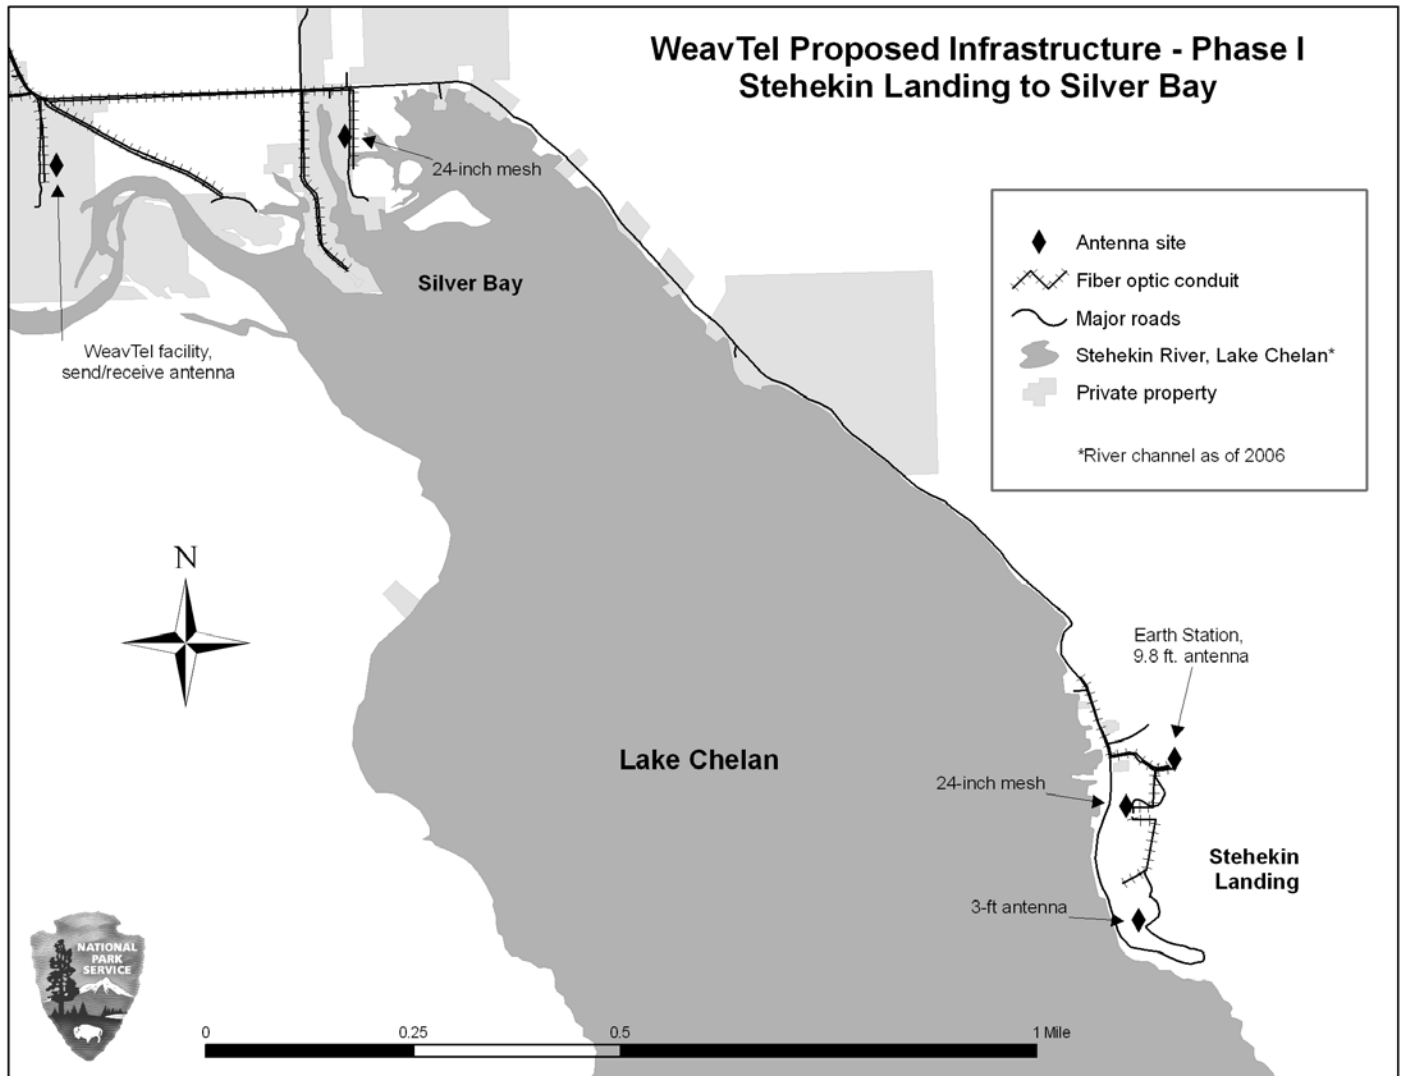 WeavTel Proposed Infrastructure - Phase I
Stehekin Landing to Silver Bay
24-inch mesh
Antenna site
Fiber optic conduit
Major roads
Stehekin River, Lake Chelan*
Private property
*River channel as of 2006
Silver Bay
WeavTel facility,
send/receive antenna
N
Earth Station,
9.8 ft. antenna
Lake Chelan
24-inch mesh
Stehekin
Landing
3-ft antenna
NATIONAL
PARK
SERVICE
0 0.25 0.5 1 Mile